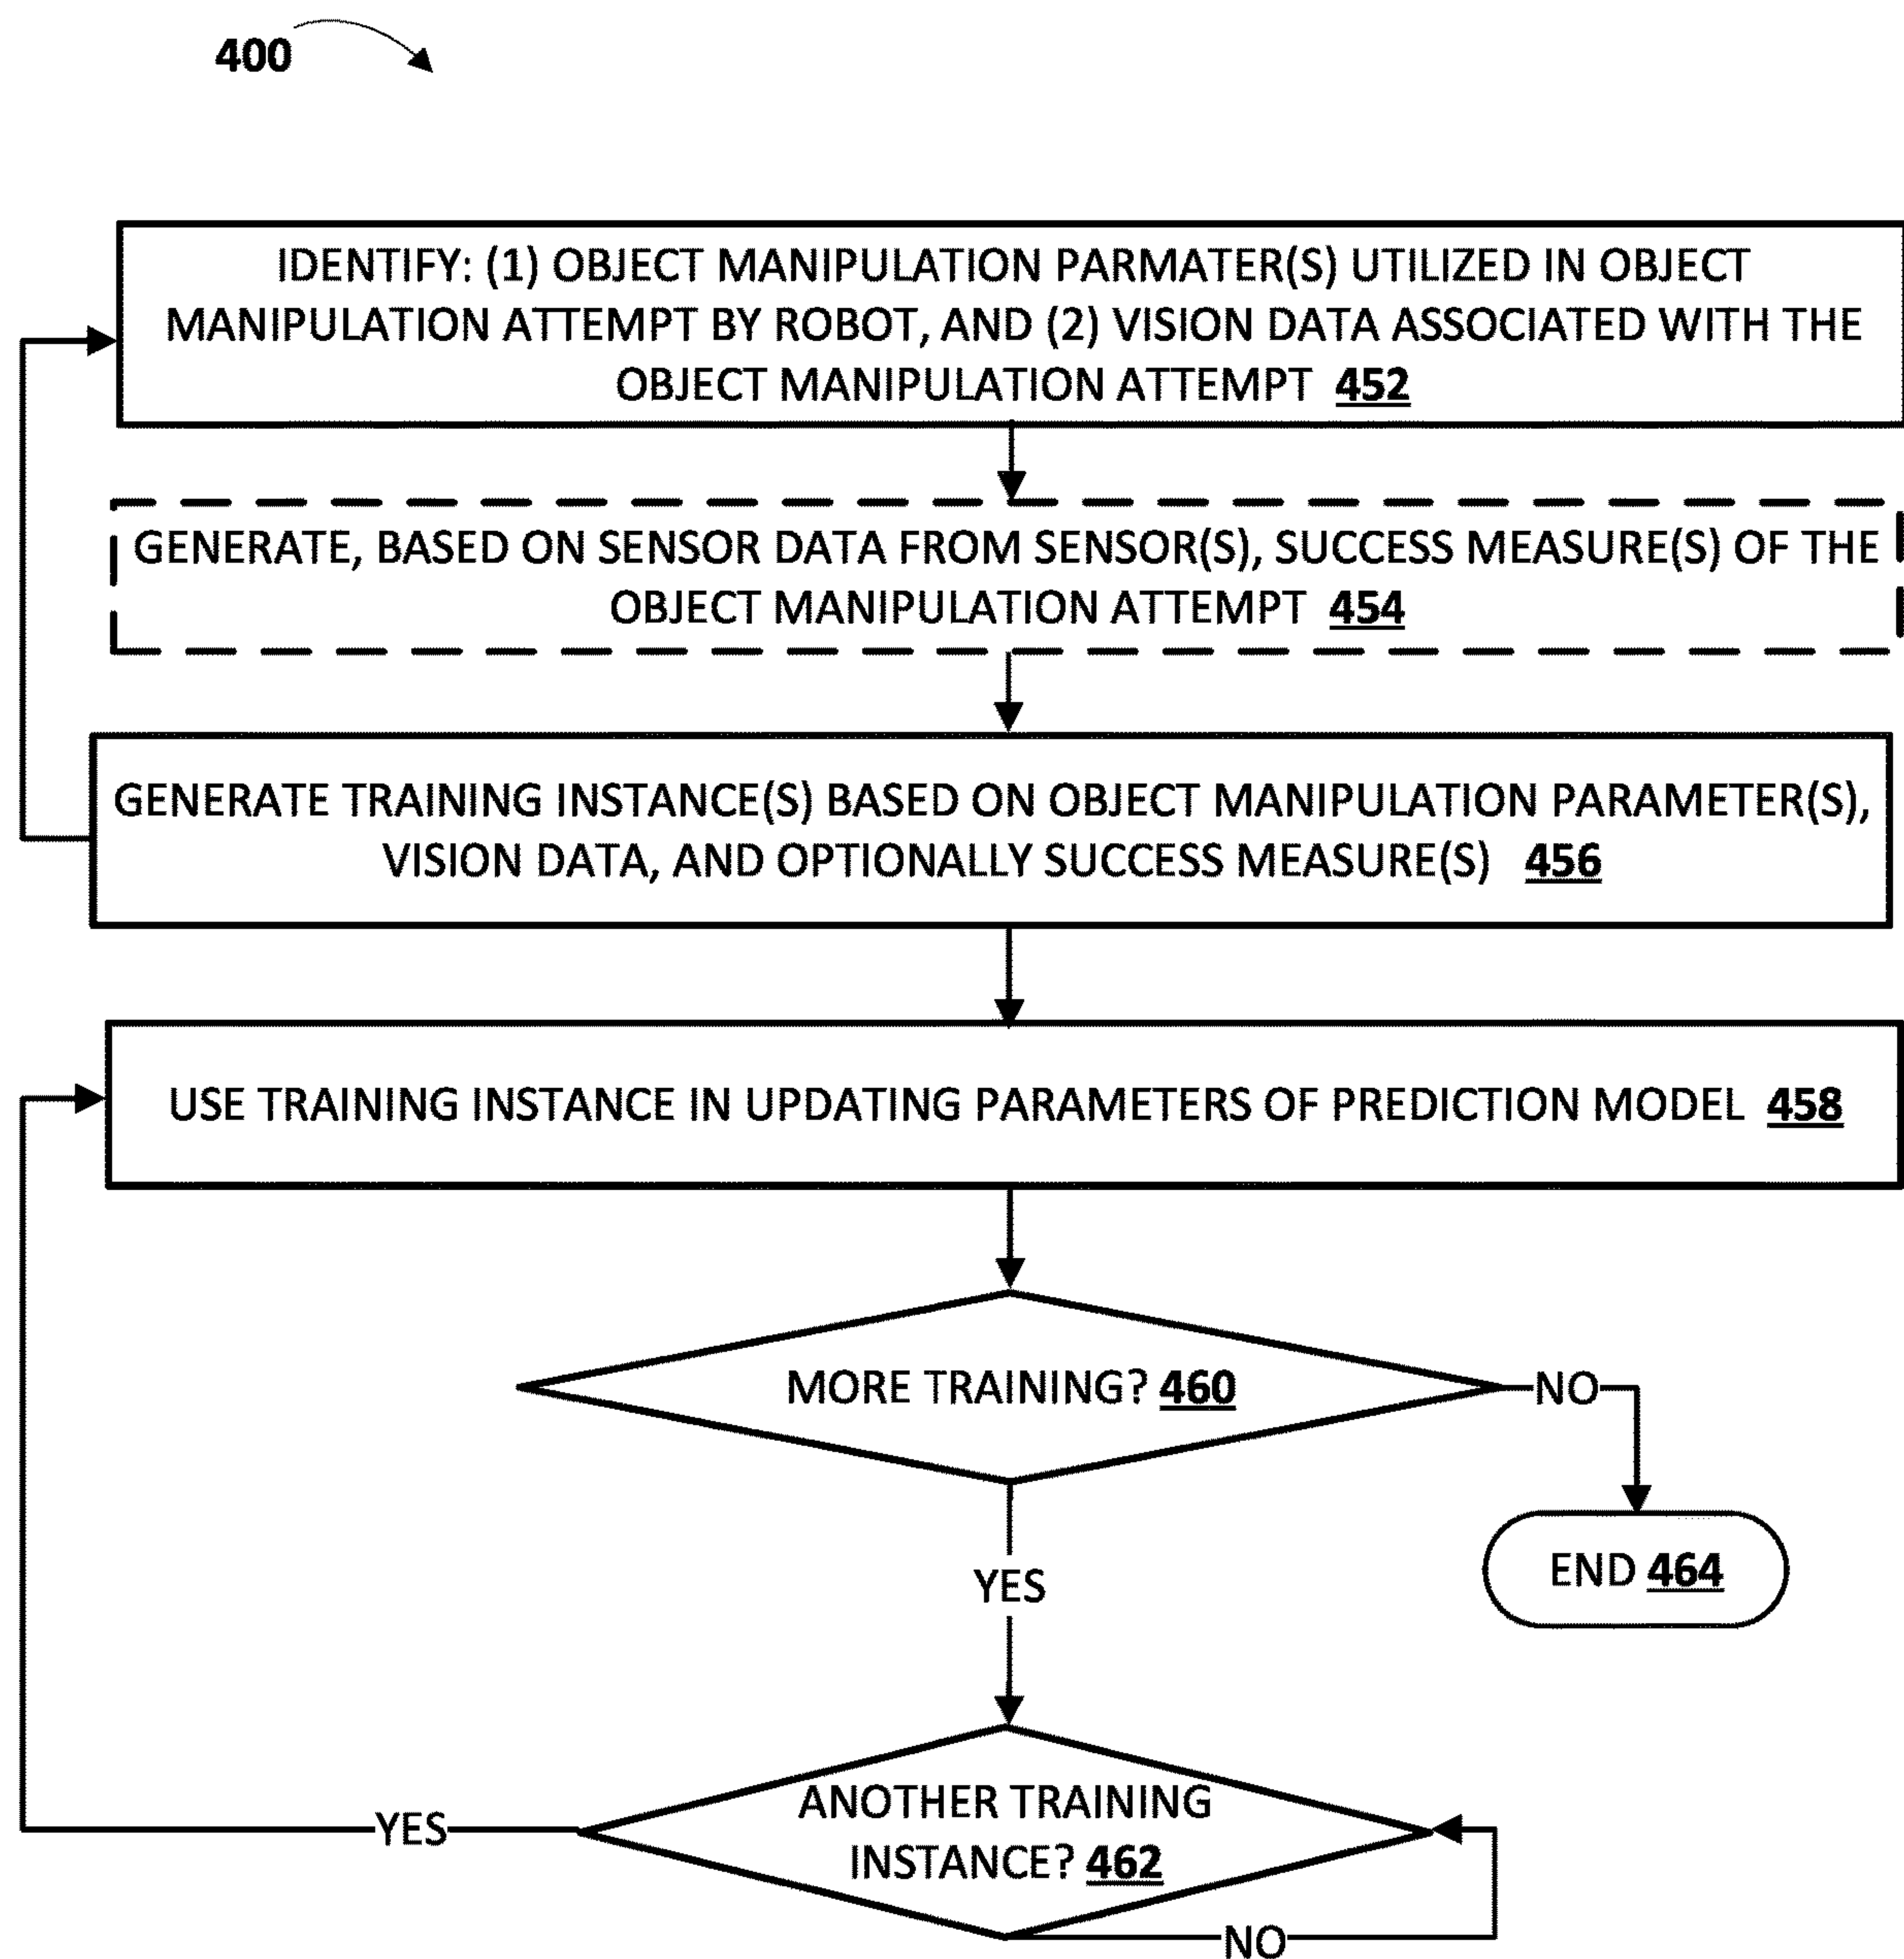 400
IDENTIFY: (1) OBJECT MANIPULATION PARMATER(S) UTILIZED IN OBJECT
MANIPULATION ATTEMPT BY ROBOT, AND (2) VISION DATA ASSOCIATED WITH THE
OBJECT MANIPULATION ATTEMPT 452
GENERATE, BASED ON SENSOR DATA FROM SENSOR(S), SUCCESS MEASURE(S) OF THE
OBJECT MANIPULATION ATTEMPT 454
GENERATE TRAINING INSTANCE(S) BASED ON OBJECT MANIPULATION PARAMETER(S),
VISION DATA, AND OPTIONALLY SUCCESS MEASURE(S) 456
USE TRAINING INSTANCE IN UPDATING PARAMETERS OF PREDICTION MODEL 458
MORE TRAINING? 460
NO
END 464
YES
ANOTHER TRAINING
INSTANCE? 462
YES
NO